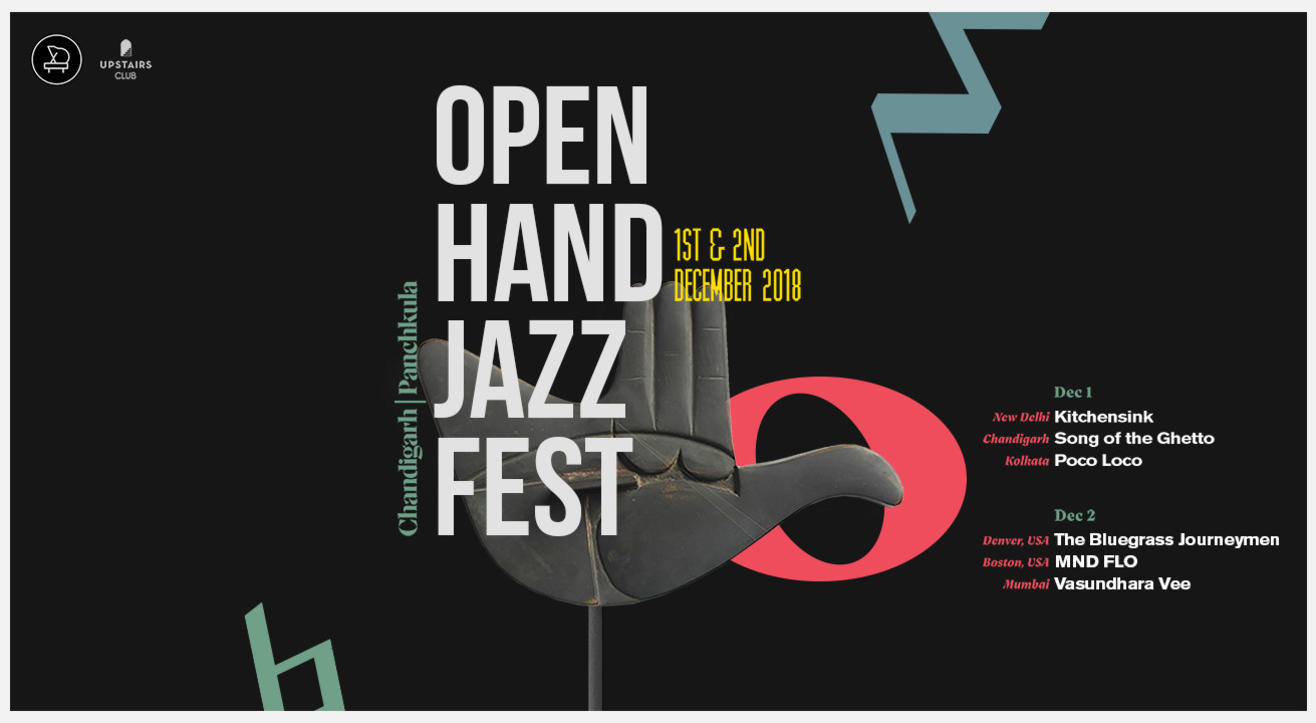 UPSTAIRS
CLUB
OPEN
HAND
JAZZ
FEST
1ST & 2ND
DECEMBER 2018
Chandigarh | Panchkula
Dec 1
New Delhi Kitchensink
Chandigarh Song of the Ghetto
Kolkata Poco Loco
Dec 2
Denver, USA The Bluegrass Journeymen
Boston, USA MND FLO
Mumbai Vasundhara Vee